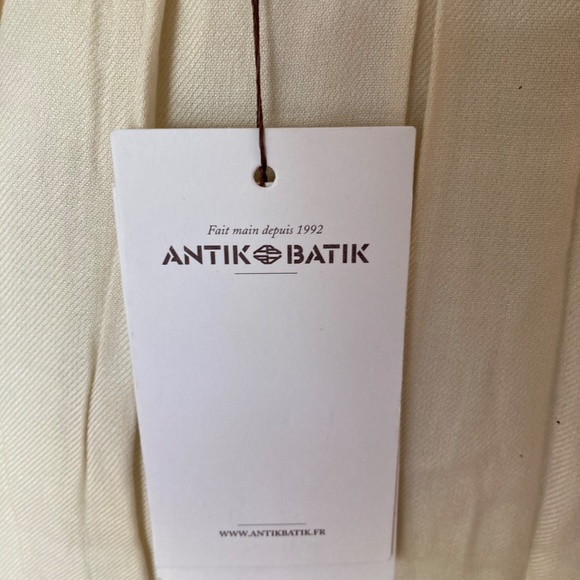 Fait main depuis 1992
ANTIK BATIK
WWW.ANTIKBATIK.FR